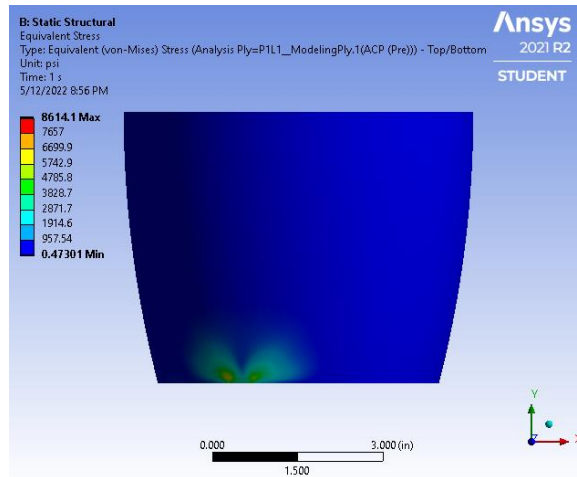 B: Static Structural
Equivalent Stress
Type: Equivalent (von-Mises) Stress (Analysis Ply=P1L1__ModelingPly.1(ACP (Pre))) - Top/Bottom
Unit: psi
Time: 1 s
5/12/2022 8:56 PM
Ansys
2021 R2
STUDENT
8614.1 Max
7657
6699.9
5742.9
4785.8
3828.7
2871.7
1914.6
957.54
0.47301 Min
0.000
3.000 (in)
1.500
Y
Z
X